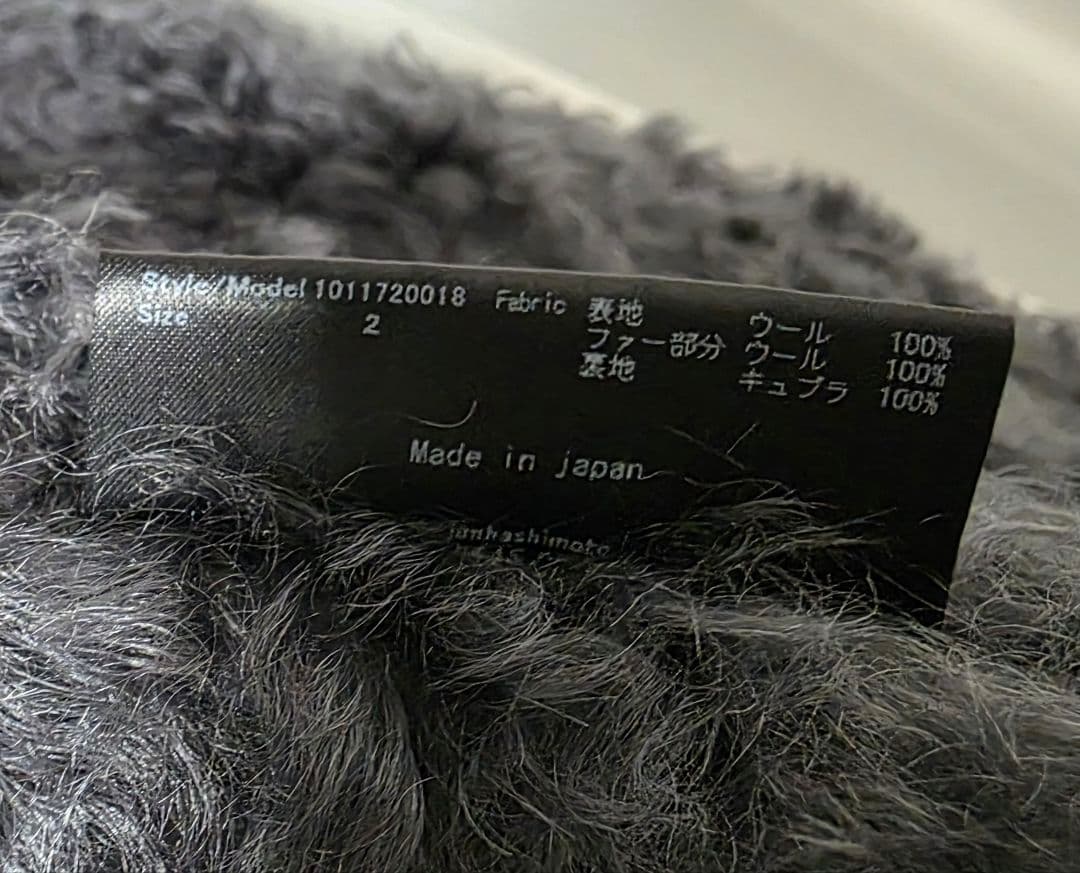 Style/Model 1011720018 Fabric 表地 ウール 100%
Size 2 ファー部分 ウール 100%
裏地 キュプラ 100%
Made in japan
junhashimoto